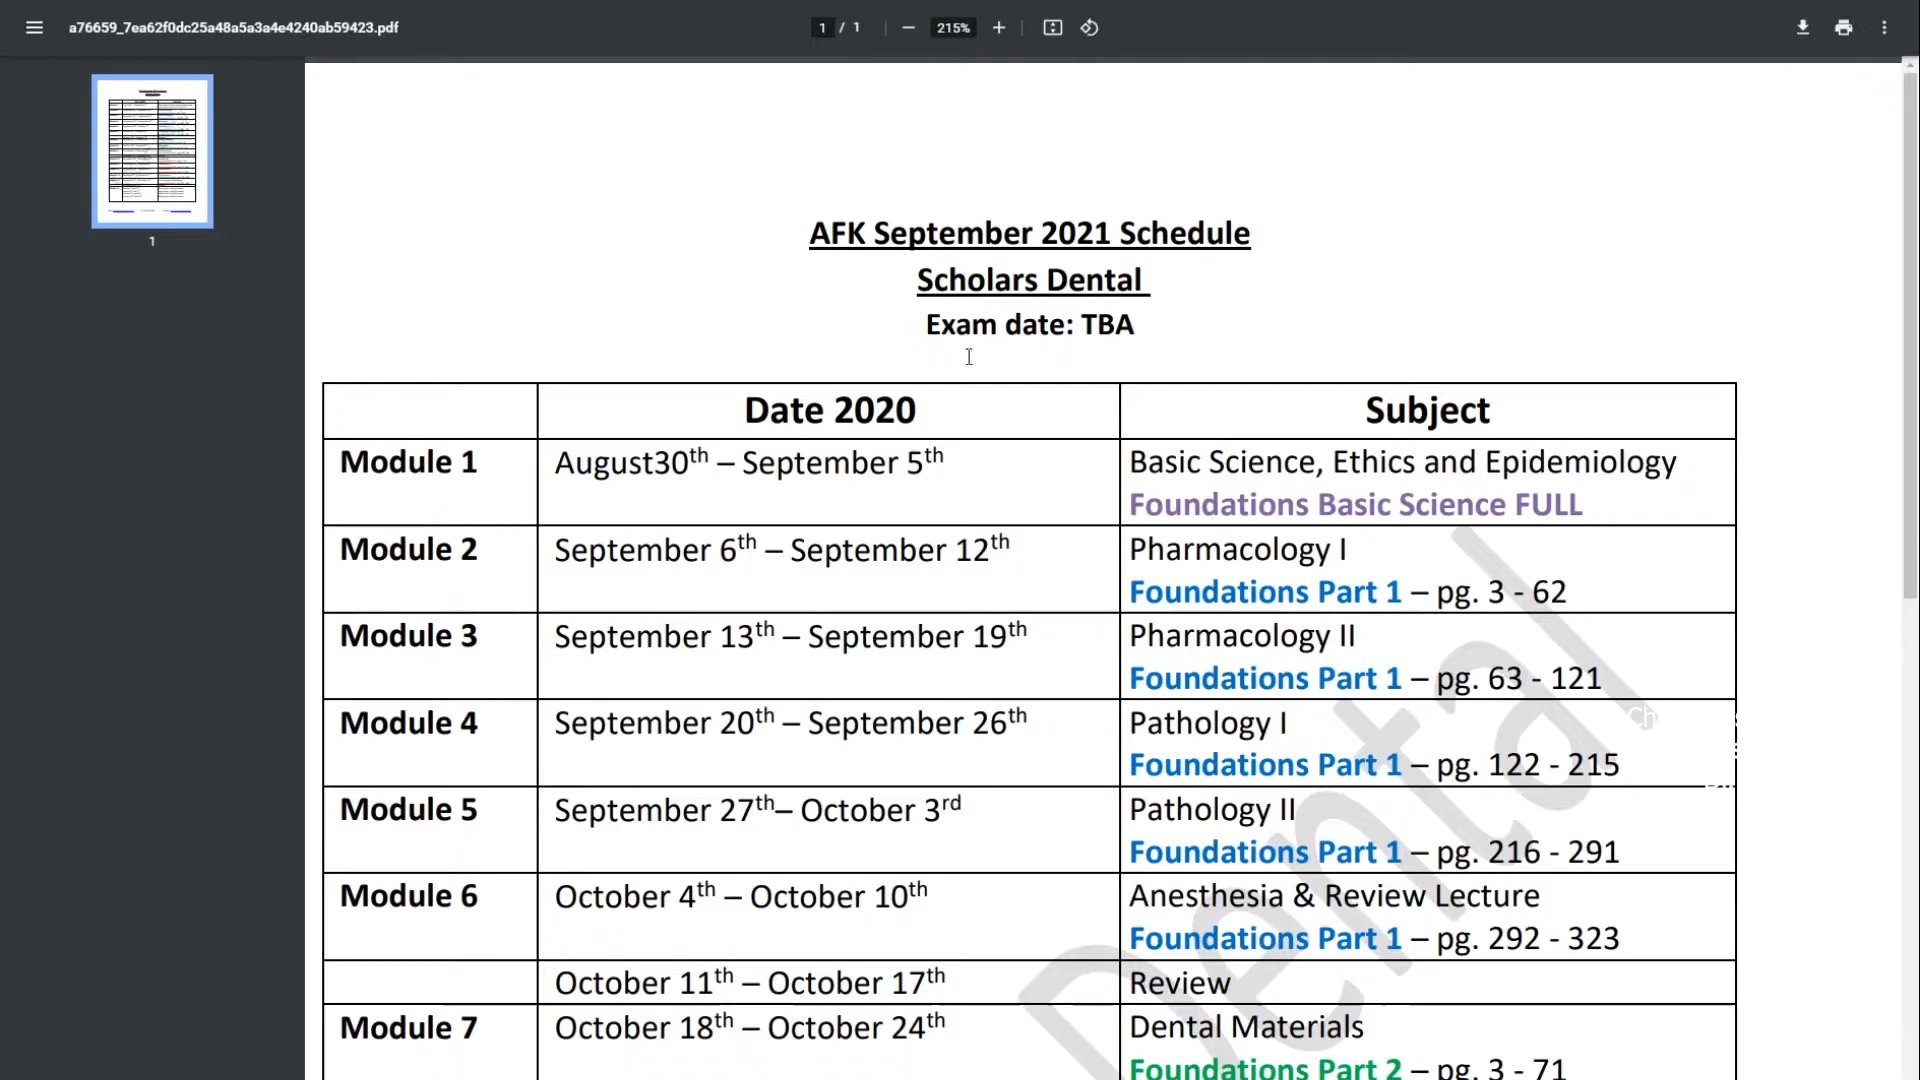 a76659_7ea62f0dc25a48a5a3a4e4240ab59423.pdf
1 / 1
215%
1
AFK September 2021 Schedule
Scholars Dental
Exam date: TBA
Date 2020 Subject
Module 1 August30th – September 5th Basic Science, Ethics and Epidemiology
Foundations Basic Science FULL
Module 2 September 6th – September 12th Pharmacology I
Foundations Part 1 – pg. 3 - 62
Module 3 September 13th – September 19th Pharmacology II
Foundations Part 1 – pg. 63 - 121
Module 4 September 20th – September 26th Pathology I
Foundations Part 1 – pg. 122 - 215
Module 5 September 27th– October 3rd Pathology II
Foundations Part 1 – pg. 216 - 291
Module 6 October 4th – October 10th Anesthesia & Review Lecture
Foundations Part 1 – pg. 292 - 323
October 11th – October 17th Review
Module 7 October 18th – October 24th Dental Materials
Foundations Part 2 – pg. 3 - 71
Dental